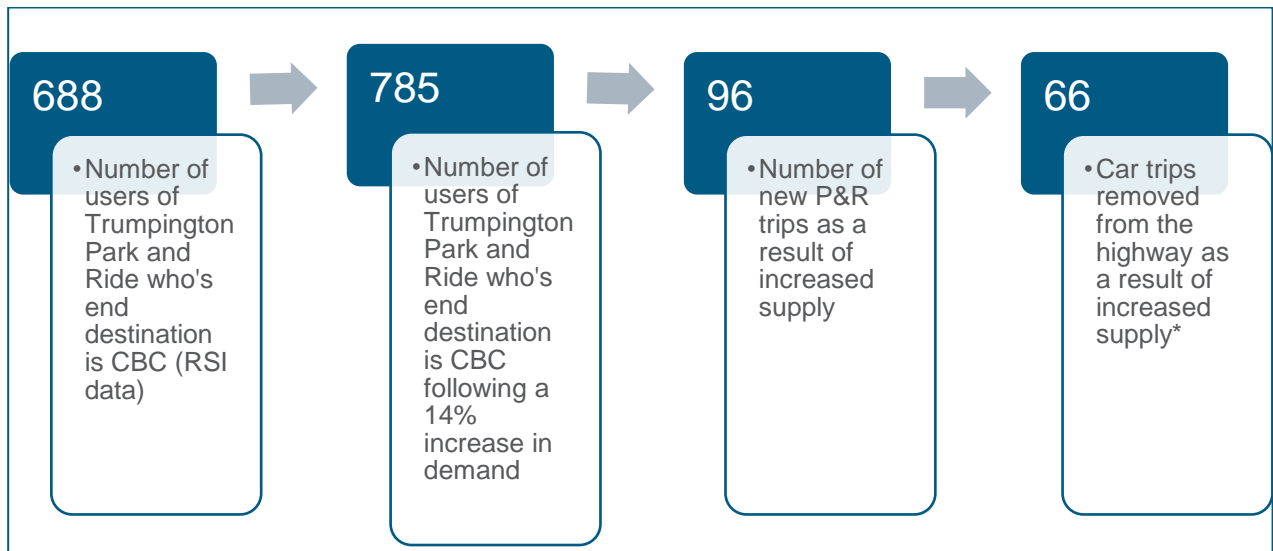 688
•Number of
users of
Trumpington
Park and
Ride who's
end
destination
is CBC (RSI
data)
785
•Number of
users of
Trumpington
Park and
Ride who's
end
destination
is CBC
following a
14%
increase in
demand
96
•Number of
new P&R
trips as a
result of
increased
supply
66
•Car trips
removed
from the
highway as
a result of
increased
supply*